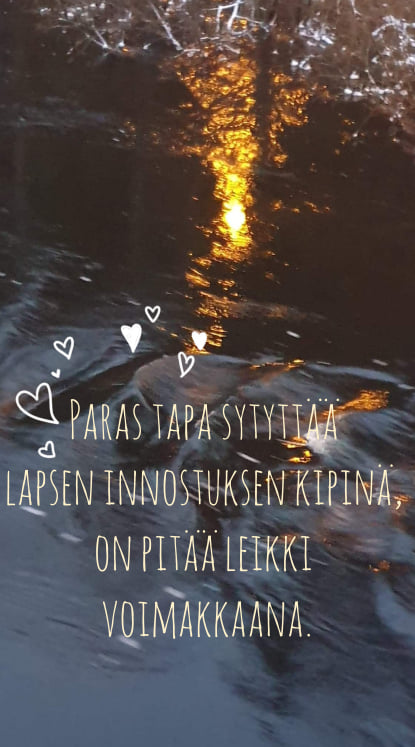 Paras tapa sytyttää
lapsen innostuksen kipinä,
on pitää leikki
voimakkaana.